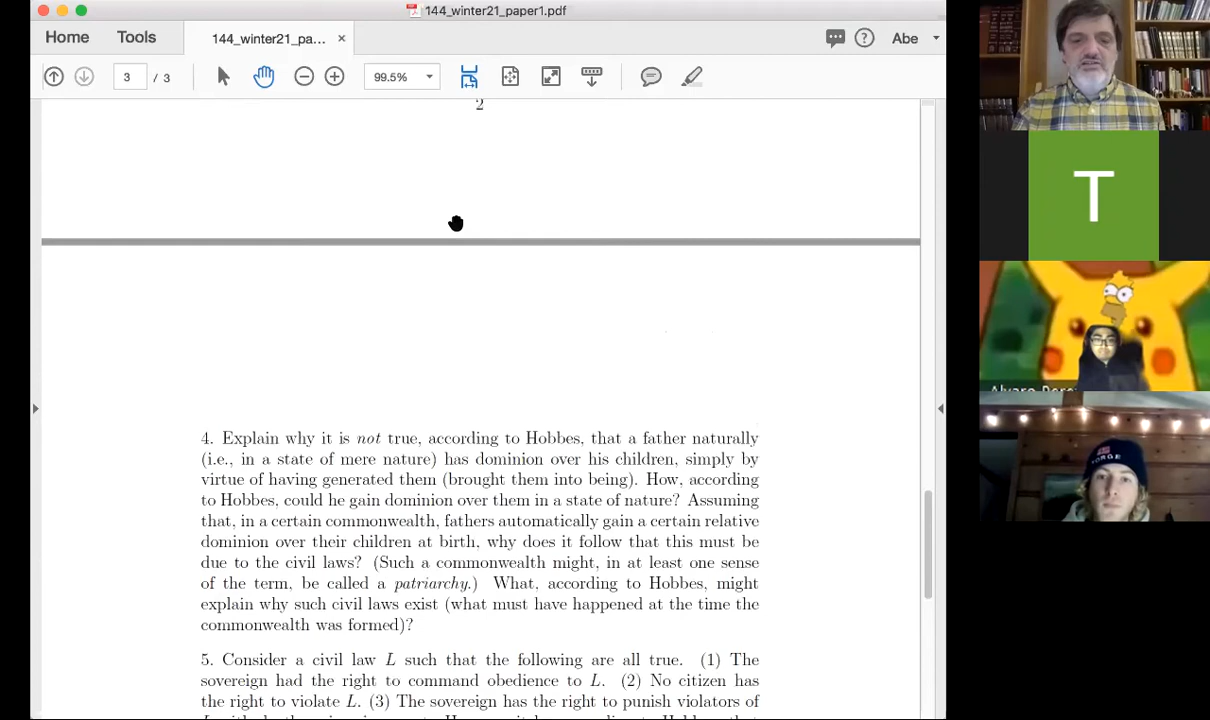 144_winter21_paper1.pdf
Home
Tools
144_winter21_pa...
Abe
3
/ 3
99.5%
2
4. Explain why it is not true, according to Hobbes, that a father naturally
(i.e., in a state of mere nature) has dominion over his children, simply by
virtue of having generated them (brought them into being). How, according
to Hobbes, could he gain dominion over them in a state of nature? Assuming
that, in a certain commonwealth, fathers automatically gain a certain relative
dominion over their children at birth, why does it follow that this must be
due to the civil laws? (Such a commonwealth might, in at least one sense
of the term, be called a patriarchy.) What, according to Hobbes, might
explain why such civil laws exist (what must have happened at the time the
commonwealth was formed)?
5. Consider a civil law L such that the following are all true. (1) The
sovereign had the right to command obedience to L. (2) No citizen has
the right to violate L. (3) The sovereign has the right to punish violators of
T